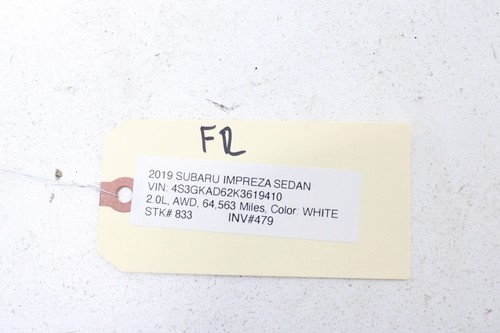 FR
2019 SUBARU IMPREZA SEDAN
VIN: 4S3GKAD62K3619410
2.0L, AWD, 64,563 Miles, Color: WHITE
STK# 833 INV#479